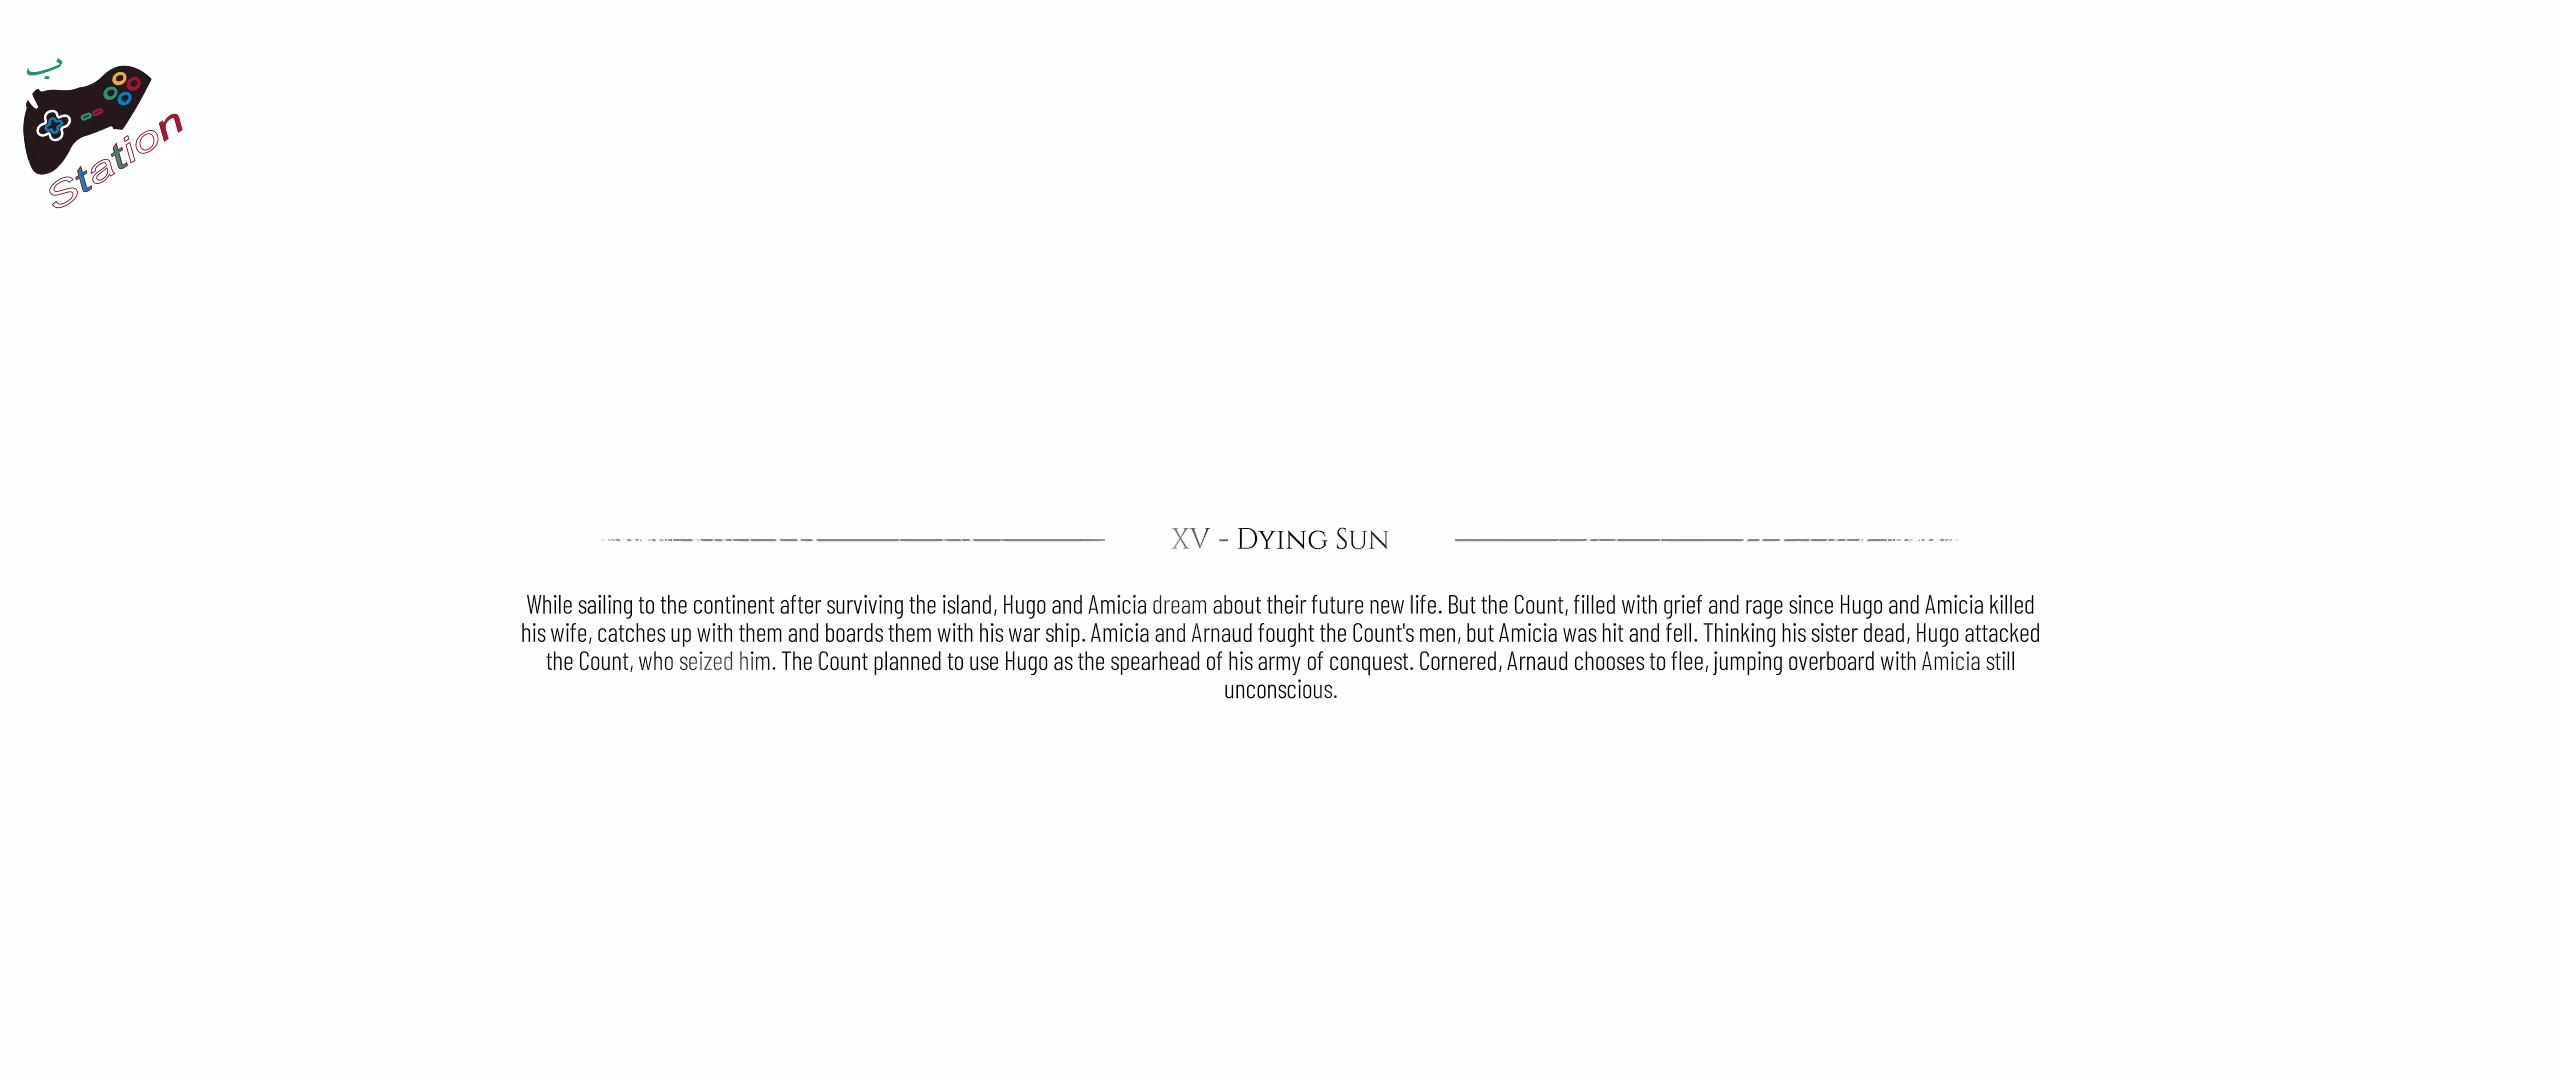 ب
Station
XV - Dying Sun
While sailing to the continent after surviving the island, Hugo and Amicia dream about their future new life. But the Count, filled with grief and rage since Hugo and Amicia killed
his wife, catches up with them and boards them with his war ship. Amicia and Arnaud fought the Count's men, but Amicia was hit and fell. Thinking his sister dead, Hugo attacked
the Count, who seized him. The Count planned to use Hugo as the spearhead of his army of conquest. Cornered, Arnaud chooses to flee, jumping overboard with Amicia still
unconscious.